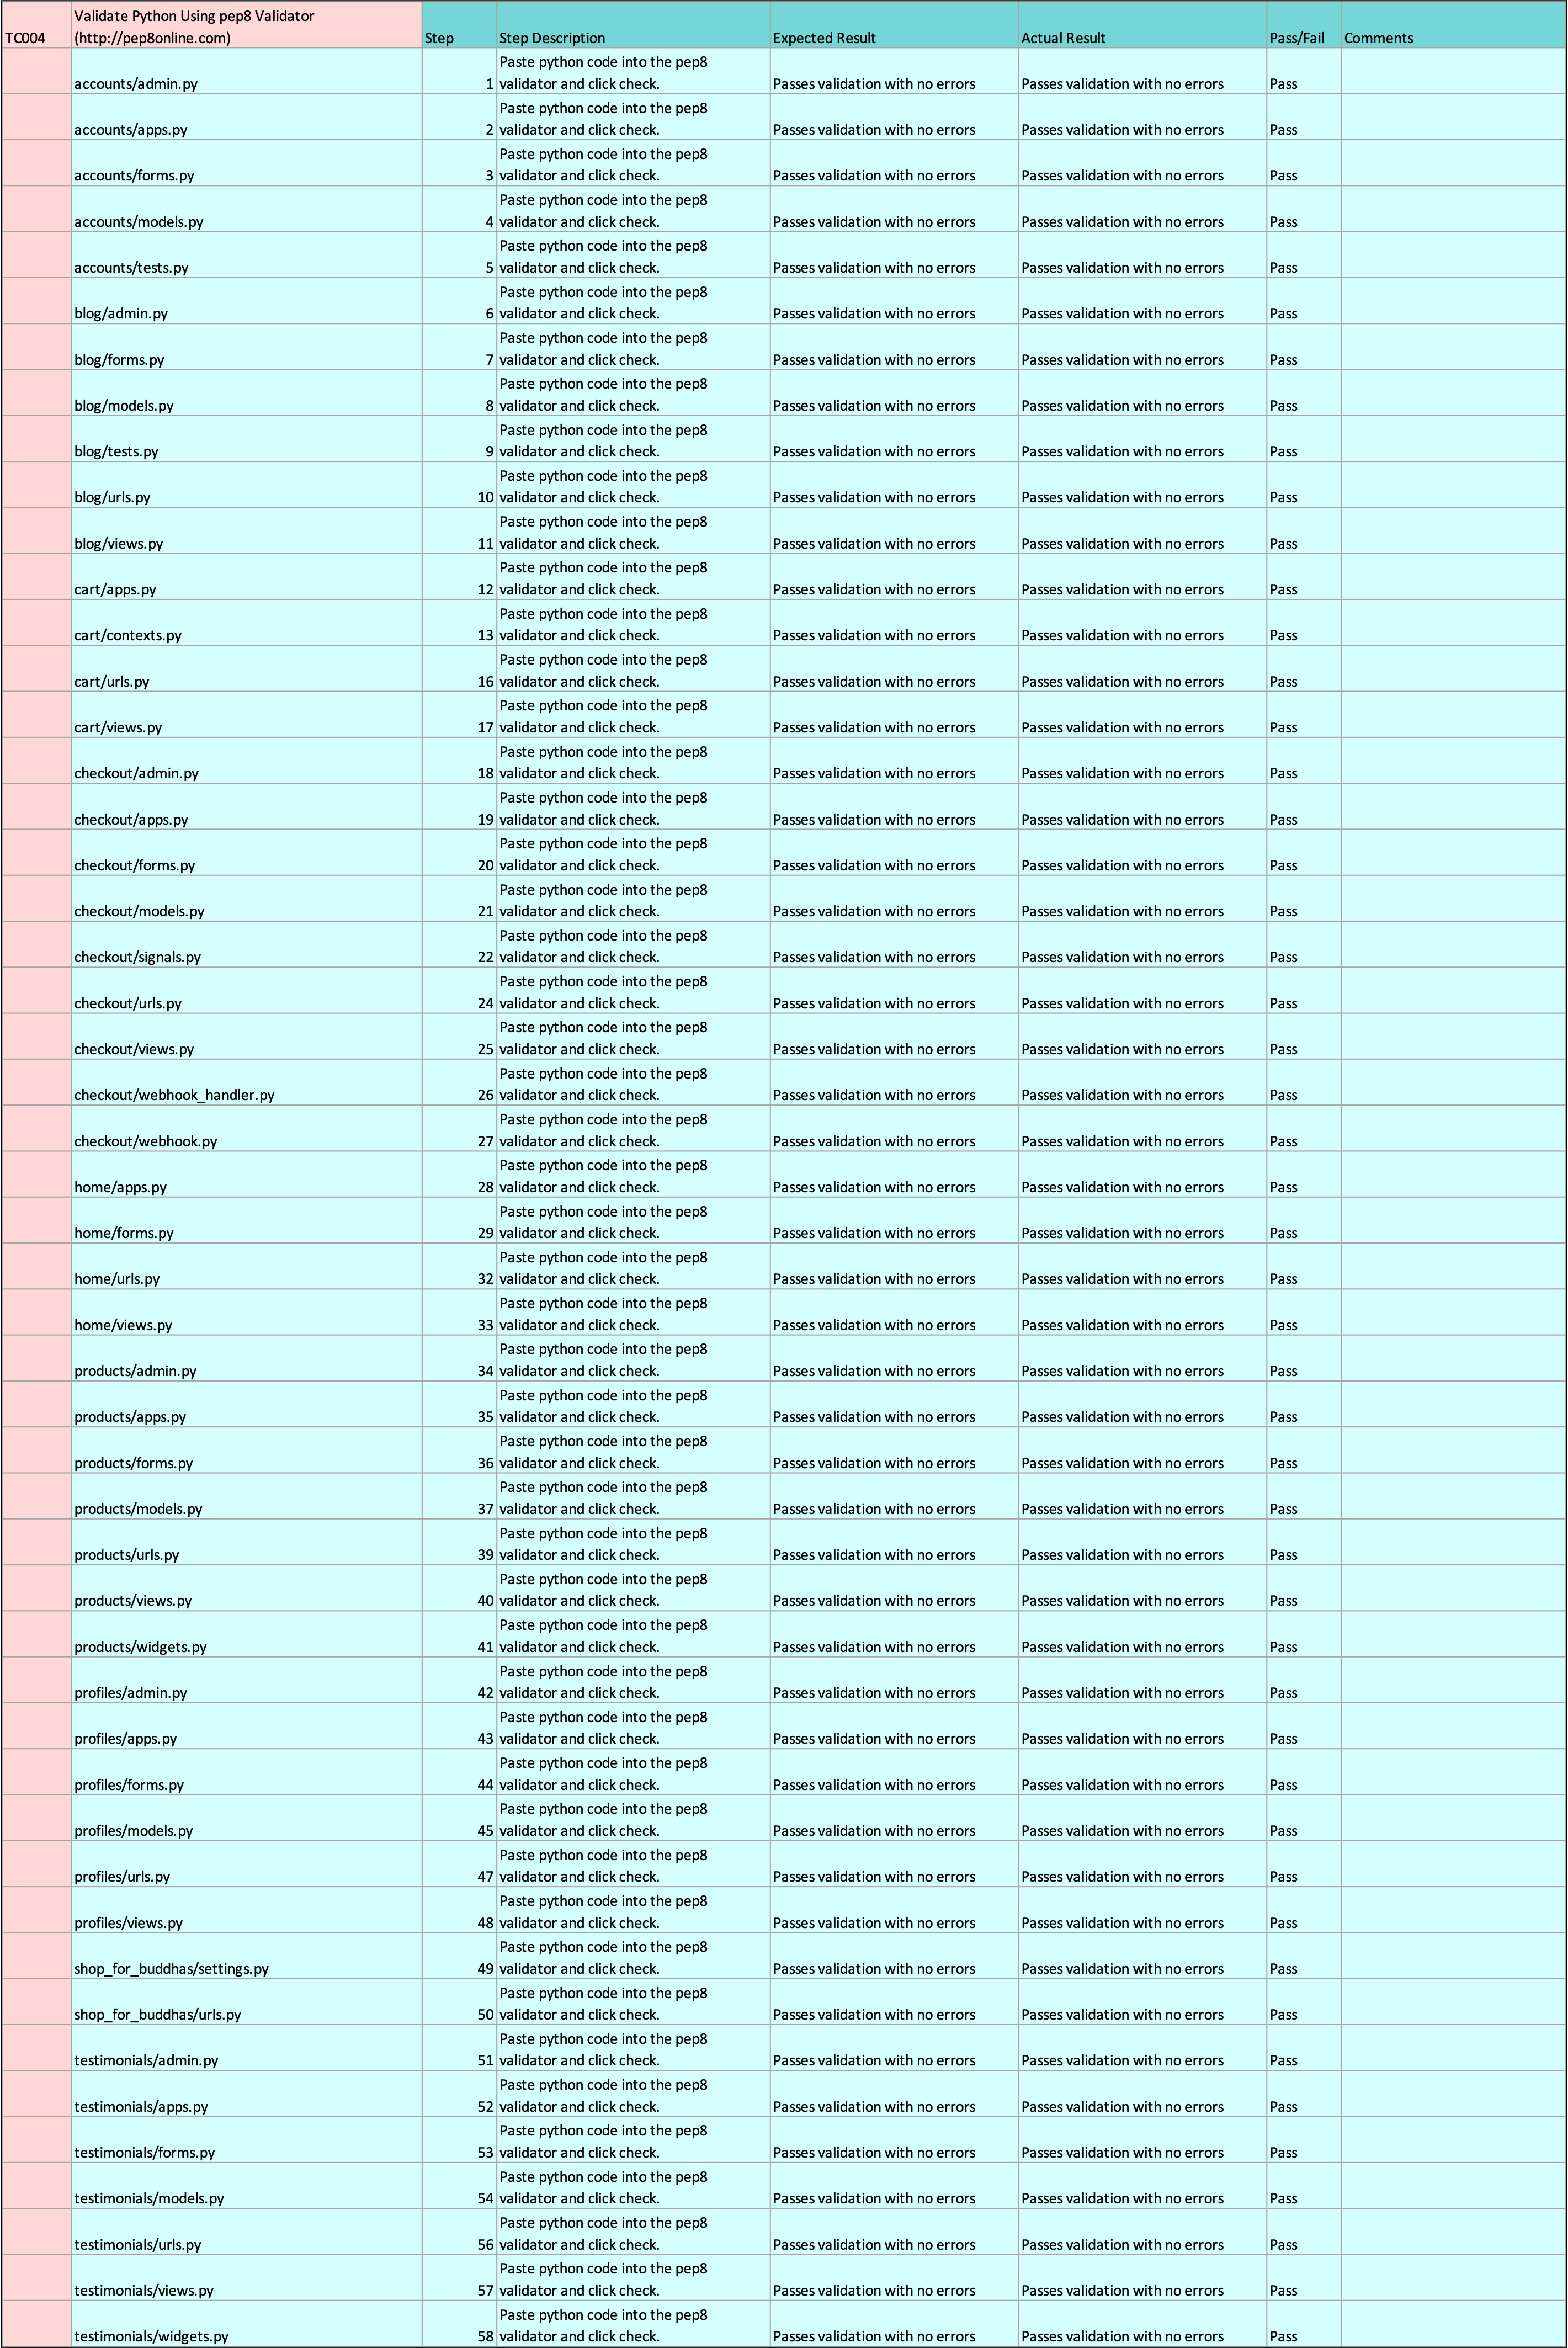 Validate Python Using pep8 Validator
TC004 (http://pep8online.com) Step Step Description Expected Result Actual Result Pass/Fail Comments
Paste python code into the pep8
accounts/admin.py 1 validator and click check. Passes validation with no errors Passes validation with no errors Pass
Paste python code into the pep8
accounts/apps.py 2 validator and click check. Passes validation with no errors Passes validation with no errors Pass
Paste python code into the pep8
accounts/forms.py 3 validator and click check. Passes validation with no errors Passes validation with no errors Pass
Paste python code into the pep8
accounts/models.py 4 validator and click check. Passes validation with no errors Passes validation with no errors Pass
Paste python code into the pep8
accounts/tests.py 5 validator and click check. Passes validation with no errors Passes validation with no errors Pass
Paste python code into the pep8
blog/admin.py 6 validator and click check. Passes validation with no errors Passes validation with no errors Pass
Paste python code into the pep8
blog/forms.py 7 validator and click check. Passes validation with no errors Passes validation with no errors Pass
Paste python code into the pep8
blog/models.py 8 validator and click check. Passes validation with no errors Passes validation with no errors Pass
Paste python code into the pep8
blog/tests.py 9 validator and click check. Passes validation with no errors Passes validation with no errors Pass
Paste python code into the pep8
blog/urls.py 10 validator and click check. Passes validation with no errors Passes validation with no errors Pass
Paste python code into the pep8
blog/views.py 11 validator and click check. Passes validation with no errors Passes validation with no errors Pass
Paste python code into the pep8
cart/apps.py 12 validator and click check. Passes validation with no errors Passes validation with no errors Pass
Paste python code into the pep8
cart/contexts.py 13 validator and click check. Passes validation with no errors Passes validation with no errors Pass
Paste python code into the pep8
cart/urls.py 16 validator and click check. Passes validation with no errors Passes validation with no errors Pass
Paste python code into the pep8
cart/views.py 17 validator and click check. Passes validation with no errors Passes validation with no errors Pass
Paste python code into the pep8
checkout/admin.py 18 validator and click check. Passes validation with no errors Passes validation with no errors Pass
Paste python code into the pep8
checkout/apps.py 19 validator and click check. Passes validation with no errors Passes validation with no errors Pass
Paste python code into the pep8
checkout/forms.py 20 validator and click check. Passes validation with no errors Passes validation with no errors Pass
Paste python code into the pep8
checkout/models.py 21 validator and click check. Passes validation with no errors Passes validation with no errors Pass
Paste python code into the pep8
checkout/signals.py 22 validator and click check. Passes validation with no errors Passes validation with no errors Pass
Paste python code into the pep8
checkout/urls.py 24 validator and click check. Passes validation with no errors Passes validation with no errors Pass
Paste python code into the pep8
checkout/views.py 25 validator and click check. Passes validation with no errors Passes validation with no errors Pass
Paste python code into the pep8
checkout/webhook_handler.py 26 validator and click check. Passes validation with no errors Passes validation with no errors Pass
Paste python code into the pep8
checkout/webhook.py 27 validator and click check. Passes validation with no errors Passes validation with no errors Pass
Paste python code into the pep8
home/apps.py 28 validator and click check. Passes validation with no errors Passes validation with no errors Pass
Paste python code into the pep8
home/forms.py 29 validator and click check. Passes validation with no errors Passes validation with no errors Pass
Paste python code into the pep8
home/urls.py 32 validator and click check. Passes validation with no errors Passes validation with no errors Pass
Paste python code into the pep8
home/views.py 33 validator and click check. Passes validation with no errors Passes validation with no errors Pass
Paste python code into the pep8
products/admin.py 34 validator and click check. Passes validation with no errors Passes validation with no errors Pass
Paste python code into the pep8
products/apps.py 35 validator and click check. Passes validation with no errors Passes validation with no errors Pass
Paste python code into the pep8
products/forms.py 36 validator and click check. Passes validation with no errors Passes validation with no errors Pass
Paste python code into the pep8
products/models.py 37 validator and click check. Passes validation with no errors Passes validation with no errors Pass
Paste python code into the pep8
products/urls.py 39 validator and click check. Passes validation with no errors Passes validation with no errors Pass
Paste python code into the pep8
products/views.py 40 validator and click check. Passes validation with no errors Passes validation with no errors Pass
Paste python code into the pep8
products/widgets.py 41 validator and click check. Passes validation with no errors Passes validation with no errors Pass
Paste python code into the pep8
profiles/admin.py 42 validator and click check. Passes validation with no errors Passes validation with no errors Pass
Paste python code into the pep8
profiles/apps.py 43 validator and click check. Passes validation with no errors Passes validation with no errors Pass
Paste python code into the pep8
profiles/forms.py 44 validator and click check. Passes validation with no errors Passes validation with no errors Pass
Paste python code into the pep8
profiles/models.py 45 validator and click check. Passes validation with no errors Passes validation with no errors Pass
Paste python code into the pep8
profiles/urls.py 47 validator and click check. Passes validation with no errors Passes validation with no errors Pass
Paste python code into the pep8
profiles/views.py 48 validator and click check. Passes validation with no errors Passes validation with no errors Pass
Paste python code into the pep8
shop_for_buddhas/settings.py 49 validator and click check. Passes validation with no errors Passes validation with no errors Pass
Paste python code into the pep8
shop_for_buddhas/urls.py 50 validator and click check. Passes validation with no errors Passes validation with no errors Pass
Paste python code into the pep8
testimonials/admin.py 51 validator and click check. Passes validation with no errors Passes validation with no errors Pass
Paste python code into the pep8
testimonials/apps.py 52 validator and click check. Passes validation with no errors Passes validation with no errors Pass
Paste python code into the pep8
testimonials/forms.py 53 validator and click check. Passes validation with no errors Passes validation with no errors Pass
Paste python code into the pep8
testimonials/models.py 54 validator and click check. Passes validation with no errors Passes validation with no errors Pass
Paste python code into the pep8
testimonials/urls.py 56 validator and click check. Passes validation with no errors Passes validation with no errors Pass
Paste python code into the pep8
testimonials/views.py 57 validator and click check. Passes validation with no errors Passes validation with no errors Pass
Paste python code into the pep8
testimonials/widgets.py 58 validator and click check. Passes validation with no errors Passes validation with no errors Pass